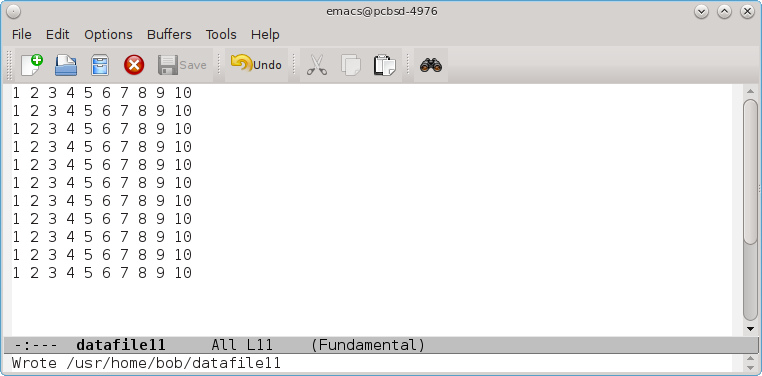 emacs@pcbsd-4976
File Edit Options Buffers Tools Help
Save Undo
1 2 3 4 5 6 7 8 9 10
1 2 3 4 5 6 7 8 9 10
1 2 3 4 5 6 7 8 9 10
1 2 3 4 5 6 7 8 9 10
1 2 3 4 5 6 7 8 9 10
1 2 3 4 5 6 7 8 9 10
1 2 3 4 5 6 7 8 9 10
1 2 3 4 5 6 7 8 9 10
1 2 3 4 5 6 7 8 9 10
1 2 3 4 5 6 7 8 9 10
1 2 3 4 5 6 7 8 9 10
-:--- datafile11 All L11 (Fundamental)
Wrote /usr/home/bob/datafile11